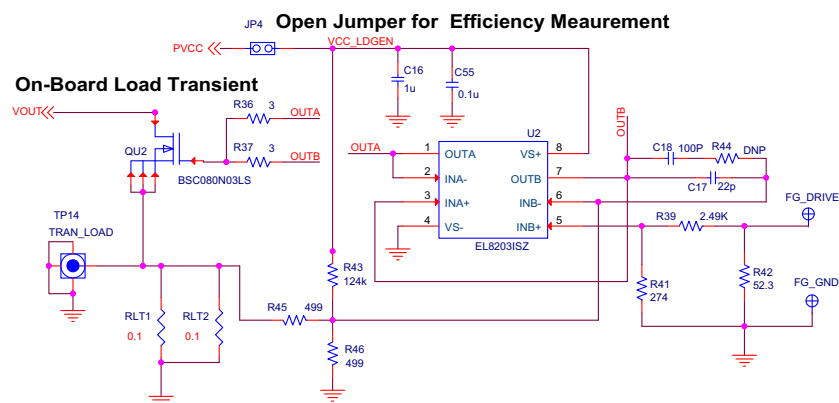 Open Jumper for Efficiency Meaurement
JP4
PVCC
VCC_LDGEN
C16
1u
C55
0.1u
On-Board Load Transient
VOUT
R36 3 OUTA
R37 3 OUTB
QU2
BSC080N03LS
OUTA
U2
1 OUTA VS+ 8
2 INA- OUTB 7
3 INA+ INB- 6
4 VS- INB+ 5
EL8203ISZ
OUTB
C18 100P R44 DNP
C17 22p
FG_DRIVE
R39 2.49K
TP14
TRAN_LOAD
R43
124k
R41
274
R42
52.3
FG_GND
RLT1
0.1
RLT2
0.1
R45 499
R46
499